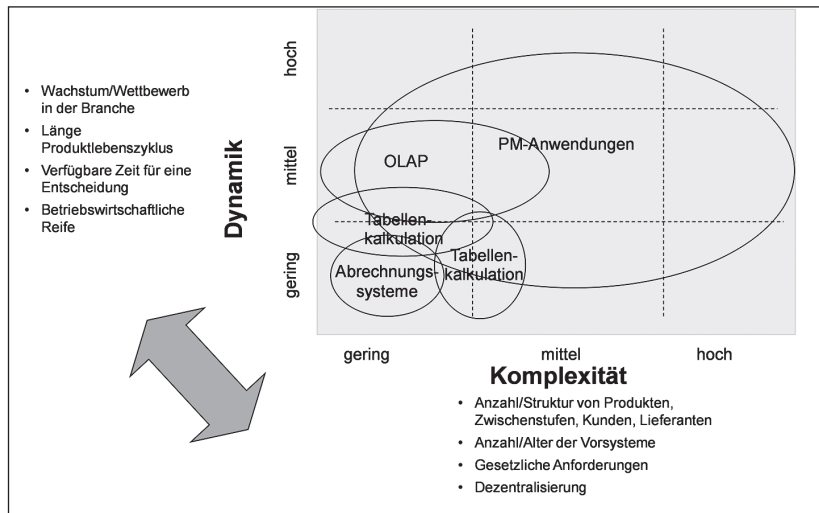 • Wachstum/Wettbewerb
in der Branche
• Länge
Produktlebenszyklus
• Verfügbare Zeit für eine
Entscheidung
• Betriebswirtschaftliche
Reife
Dynamik
hoch
mittel
gering
OLAP
PM-Anwendungen
Tabellen-
kalkulation
Tabellen-
kalkulation
Abrechnungs-
systeme
gering
mittel
hoch
Komplexität
• Anzahl/Struktur von Produkten,
Zwischenstufen, Kunden, Lieferanten
• Anzahl/Alter der Vorsysteme
• Gesetzliche Anforderungen
• Dezentralisierung